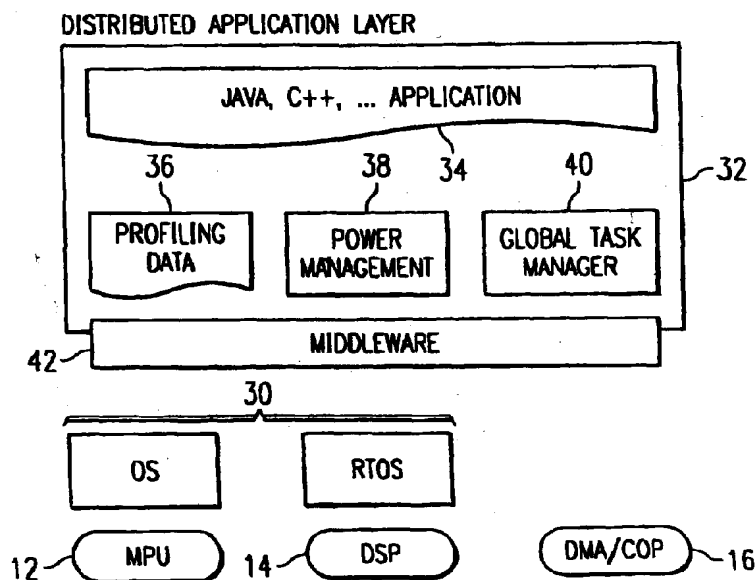 DISTRIBUTED APPLICATION LAYER
JAVA, C++, ... APPLICATION
36
38
34
40
32
PROFILING
DATA
POWER
MANAGEMENT
GLOBAL TASK
MANAGER
MIDDLEWARE
42
30
OS
RTOS
12
MPU
14
DSP
DMA/COP
16